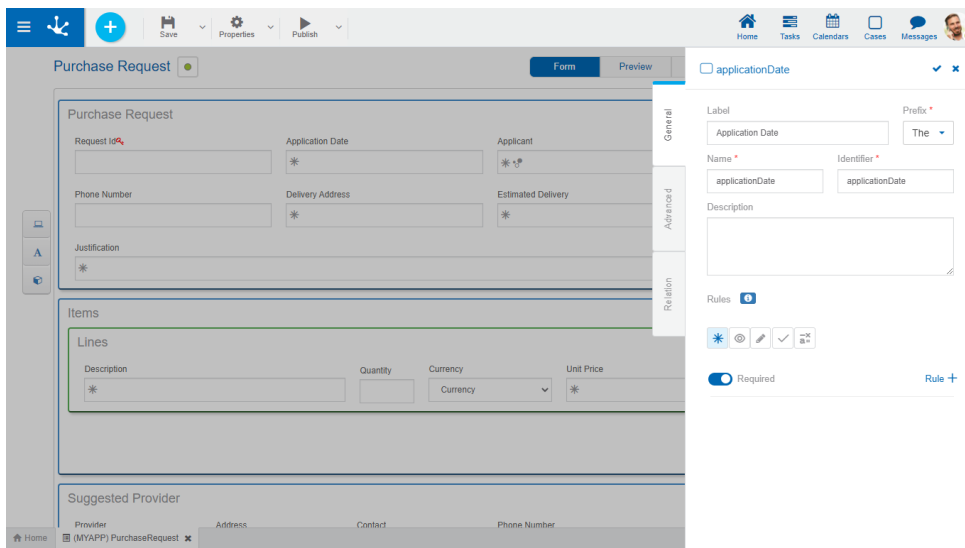 Save
Properties
Publish
Home
Tasks
Calendars
Cases
Messages
Purchase Request
Form
Preview
applicationDate
General
Advanced
Relation
Purchase Request
Request Id
Application Date
Applicant
Phone Number
Delivery Address
Estimated Delivery
Justification
Items
Lines
Description
Quantity
Currency
Unit Price
Currency
Suggested Provider
Provider
Address
Contact
Phone Number
Label
Prefix *
Application Date
The
Name *
Identifier *
applicationDate
applicationDate
Description
Rules
Required
Rule +
Home
(MYAPP) PurchaseRequest